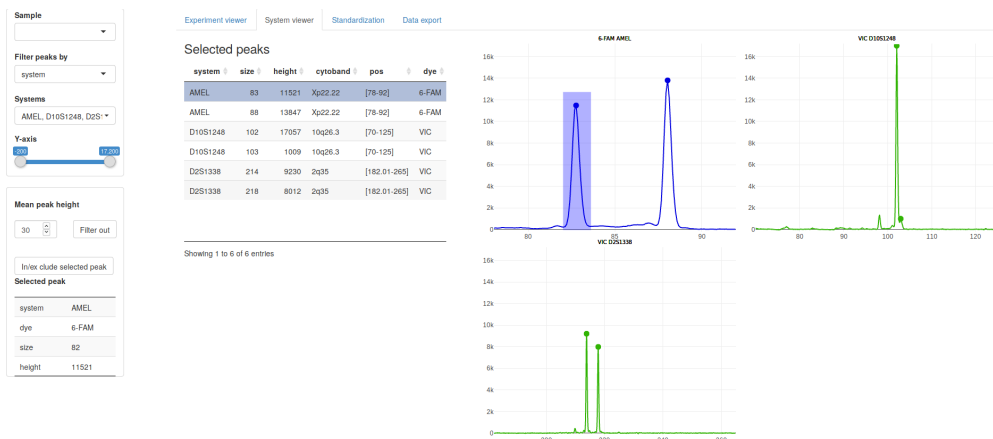 Sample
Filter peaks by
system
Systems
AMEL, D10S1248, D2S1
Y-axis
-200 17,200
Mean peak height
30 Filter out
In/ex clude selected peak
Selected peak
system AMEL
dye 6-FAM
size 82
height 11521
Experiment viewer System viewer Standardization Data export
Selected peaks
system size height cytoband pos dye
AMEL 83 11521 Xp22.22 [78-92] 6-FAM
AMEL 88 13847 Xp22.22 [78-92] 6-FAM
D10S1248 102 17057 10q26.3 [70-125] VIC
D10S1248 103 1009 10q26.3 [70-125] VIC
D2S1338 214 9230 2q35 [182.01-265] VIC
D2S1338 218 8012 2q35 [182.01-265] VIC
Showing 1 to 6 of 6 entries
6-FAM AMEL
16k
14k
12k
10k
8k
6k
4k
2k
0
80 85 90
VIC D10S1248
16k
14k
12k
10k
8k
6k
4k
2k
0
80 90 100 110 120
VIC D2S1338
16k
14k
12k
10k
8k
6k
4k
2k
0